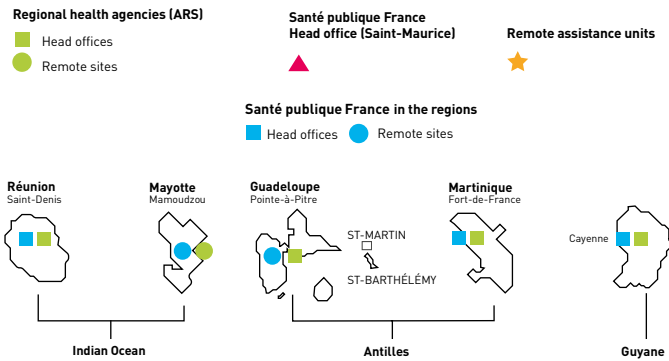 Regional health agencies (ARS)
Head offices
Remote sites
Santé publique France
Head office (Saint-Maurice)
Remote assistance units
Santé publique France in the regions
Head offices
Remote sites
Réunion
Saint-Denis
Mayotte
Mamoudzou
Guadeloupe
Pointe-à-Pitre
ST-MARTIN
ST-BARTHÉLÉMY
Martinique
Fort-de-France
Cayenne
Indian Ocean
Antilles
Guyane